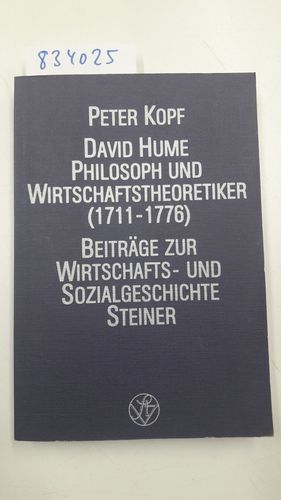 834025
PETER KOPF
DAVID HUME
PHILOSOPH UND
WIRTSCHAFTSTHEORETIKER
(1711-1776)
BEITRÄGE ZUR
WIRTSCHAFTS- UND
SOZIALGESCHICHTE
STEINER